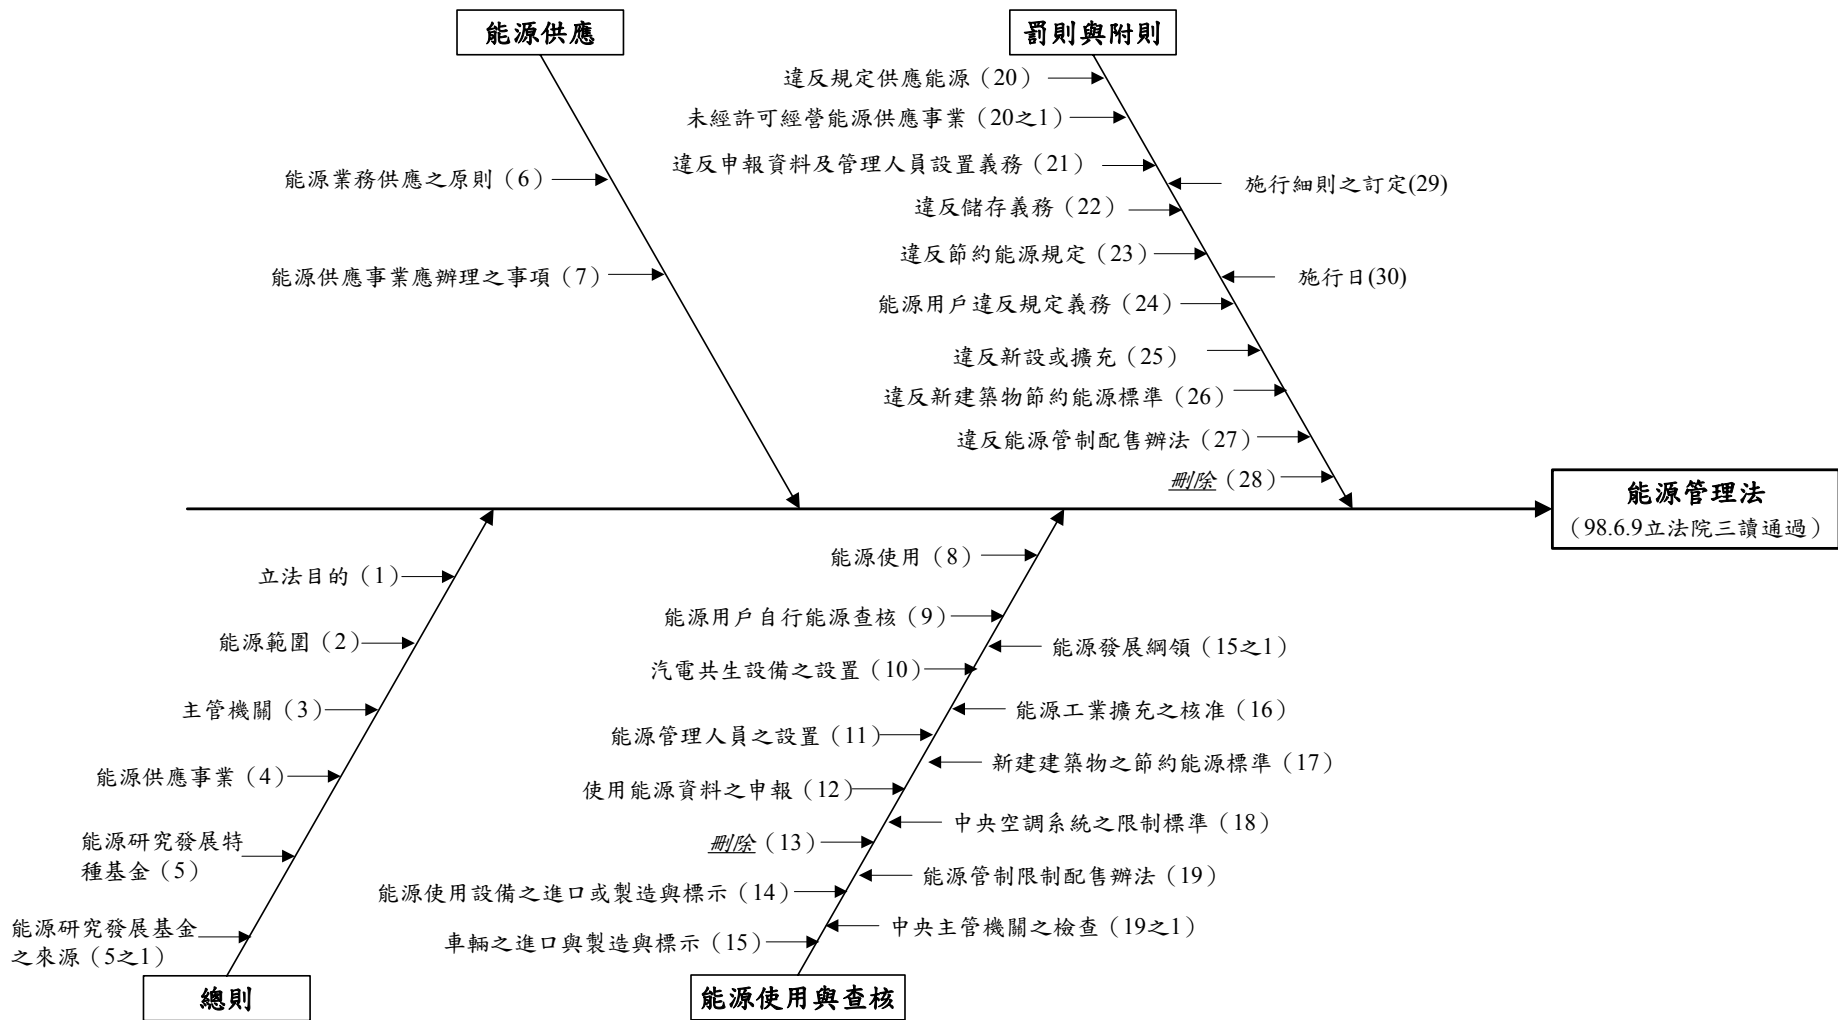 能源供應
罰則與附則
違反規定供應能源（20）
未經許可經營能源供應事業（20之1）
違反申報資料及管理人員設置義務（21）
能源業務供應之原則（6）
施行細則之訂定(29)
違反儲存義務（22）
違反節約能源規定（23）
能源供應事業應辦理之事項（7）
施行日(30)
能源用戶違反規定義務（24）
違反新設或擴充（25）
違反新建築物節約能源標準（26）
違反能源管制配售辦法（27）
刪除（28）
能源管理法
（98.6.9立法院三讀通過）
能源使用（8）
立法目的（1）
能源用戶自行能源查核（9）
能源範圍（2）
能源發展綱領（15之1）
汽電共生設備之設置（10）
主管機關（3）
能源工業擴充之核准（16）
能源管理人員之設置（11）
新建建築物之節約能源標準（17）
能源供應事業（4）
使用能源資料之申報（12）
中央空調系統之限制標準（18）
能源研究發展特
種基金（5）
刪除（13）
能源管制限制配售辦法（19）
能源使用設備之進口或製造與標示（14）
能源研究發展基金
之來源（5之1）
中央主管機關之檢查（19之1）
車輛之進口與製造與標示（15）
總則
能源使用與查核